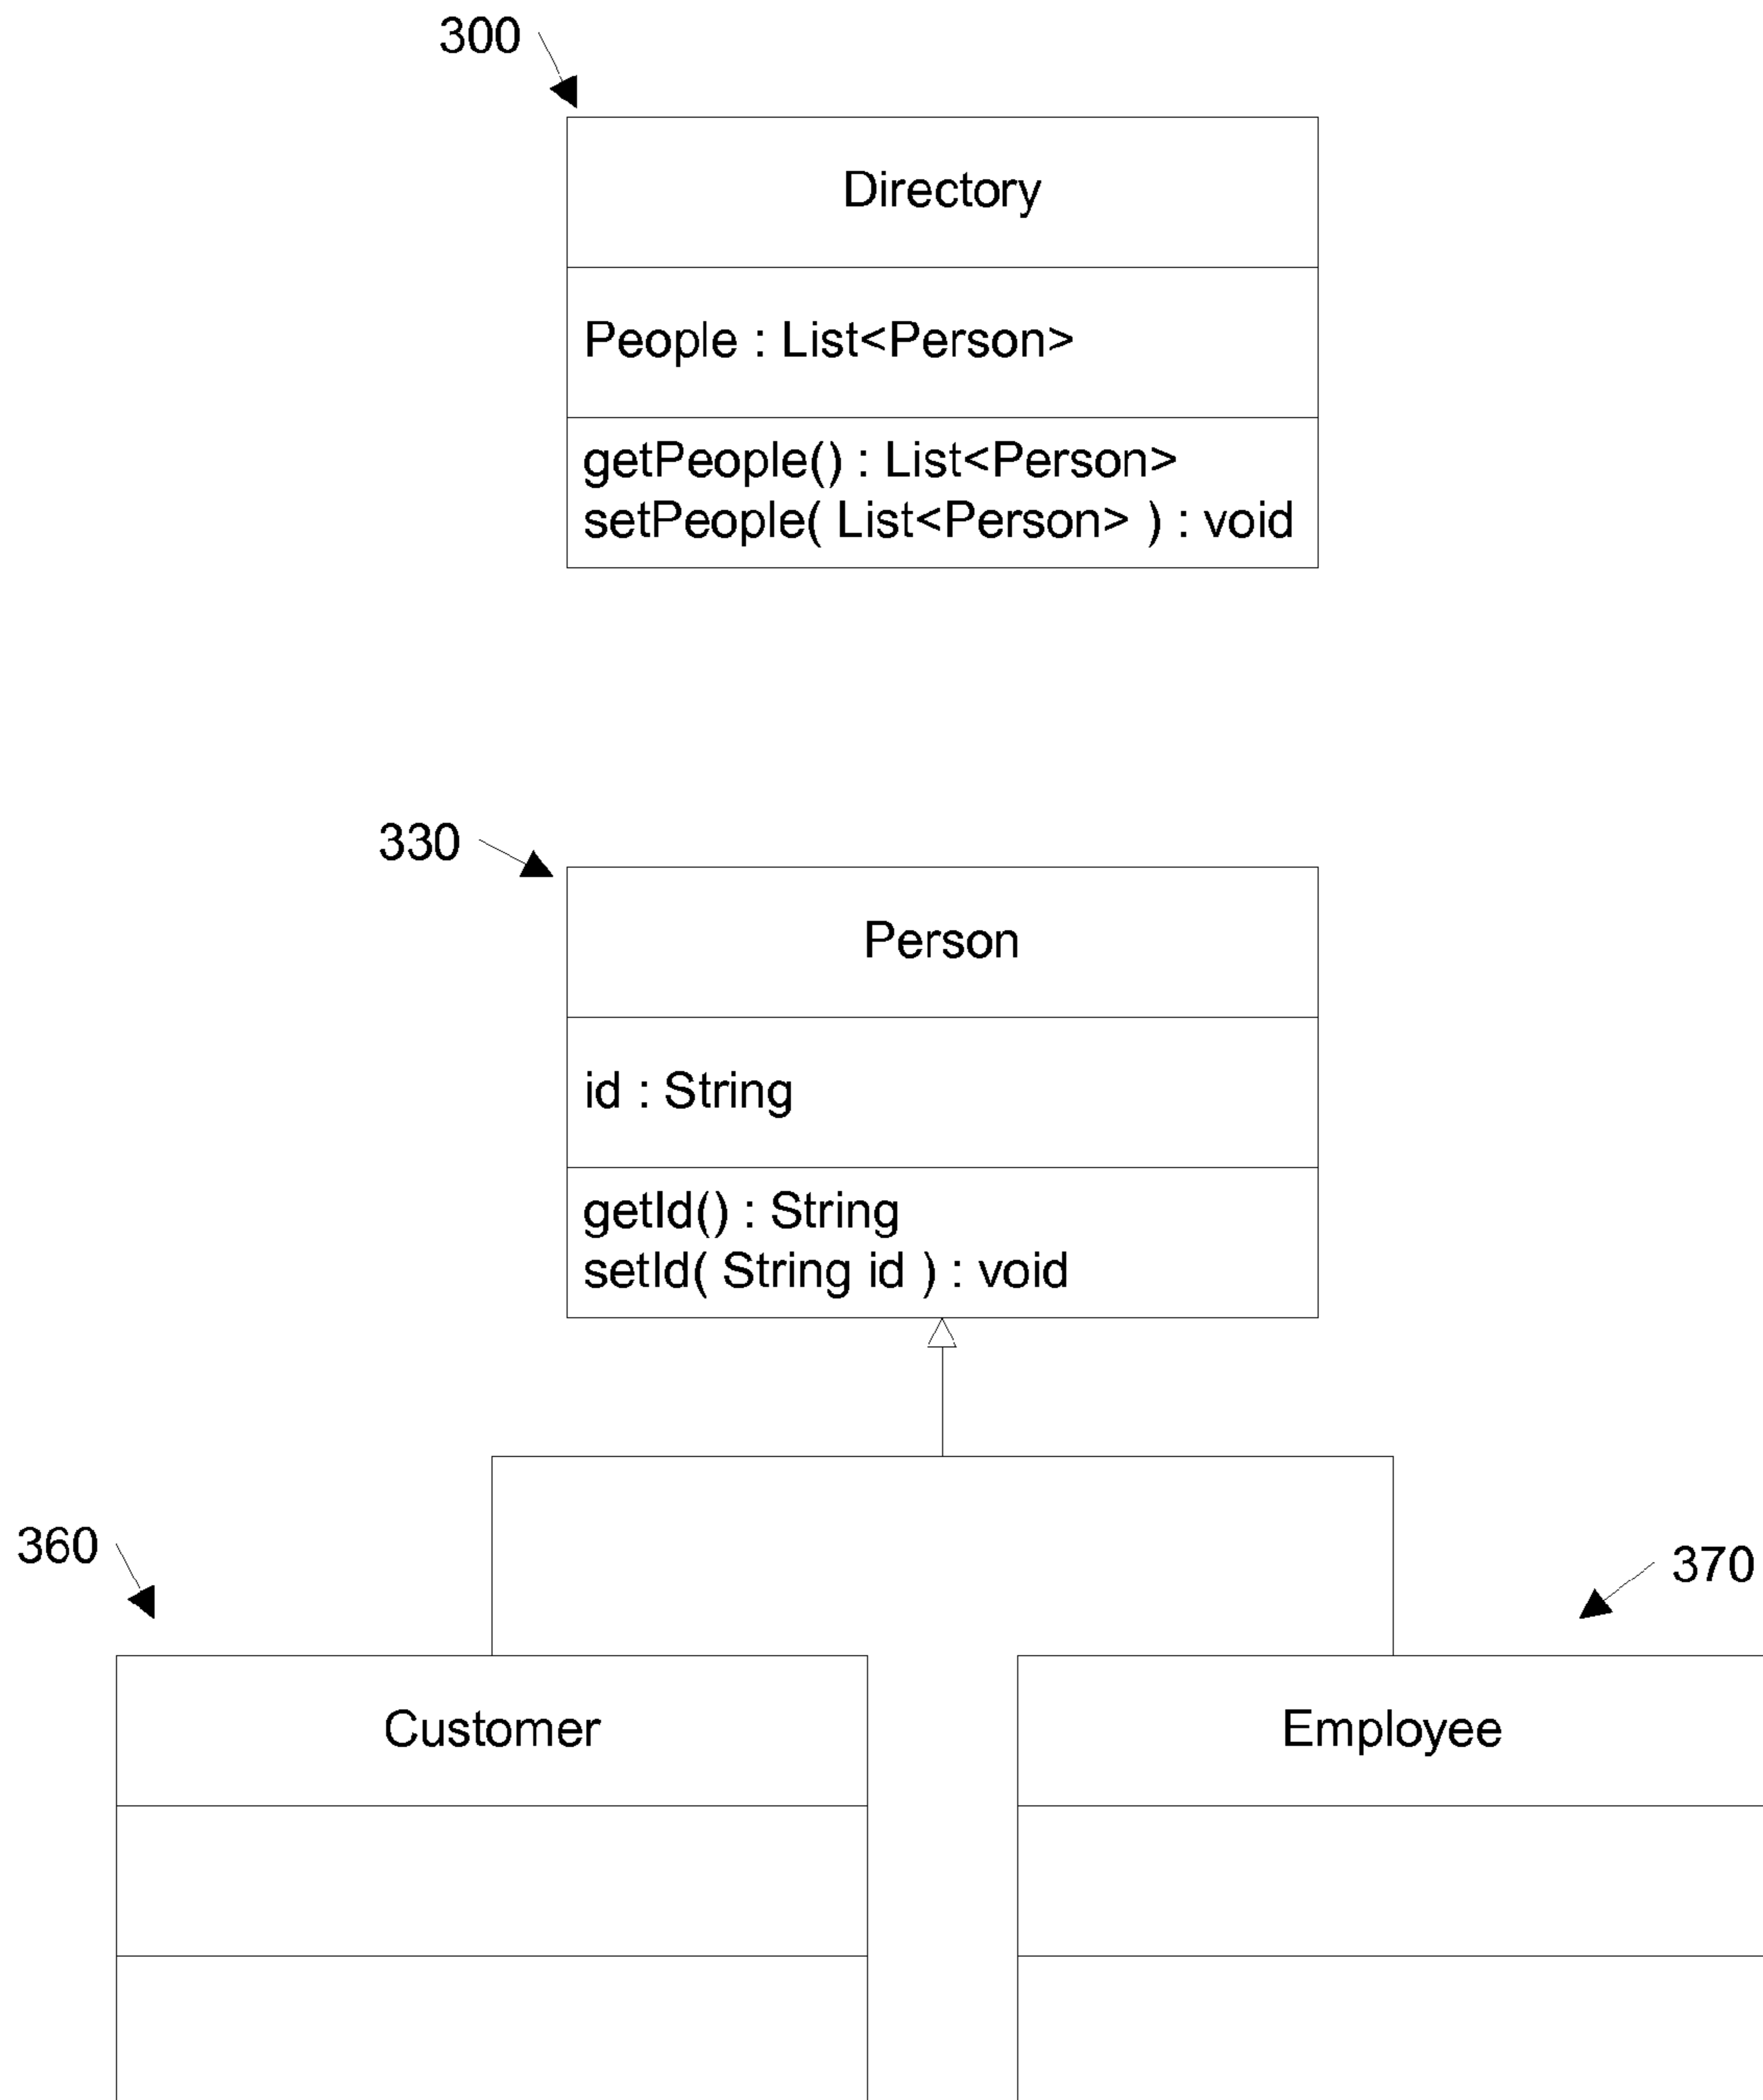 300
Directory
People : List<Person>
getPeople() : List<Person>
setPeople( List<Person> ) : void
330
Person
id : String
getId() : String
setId( String id ) : void
360
370
Customer
Employee